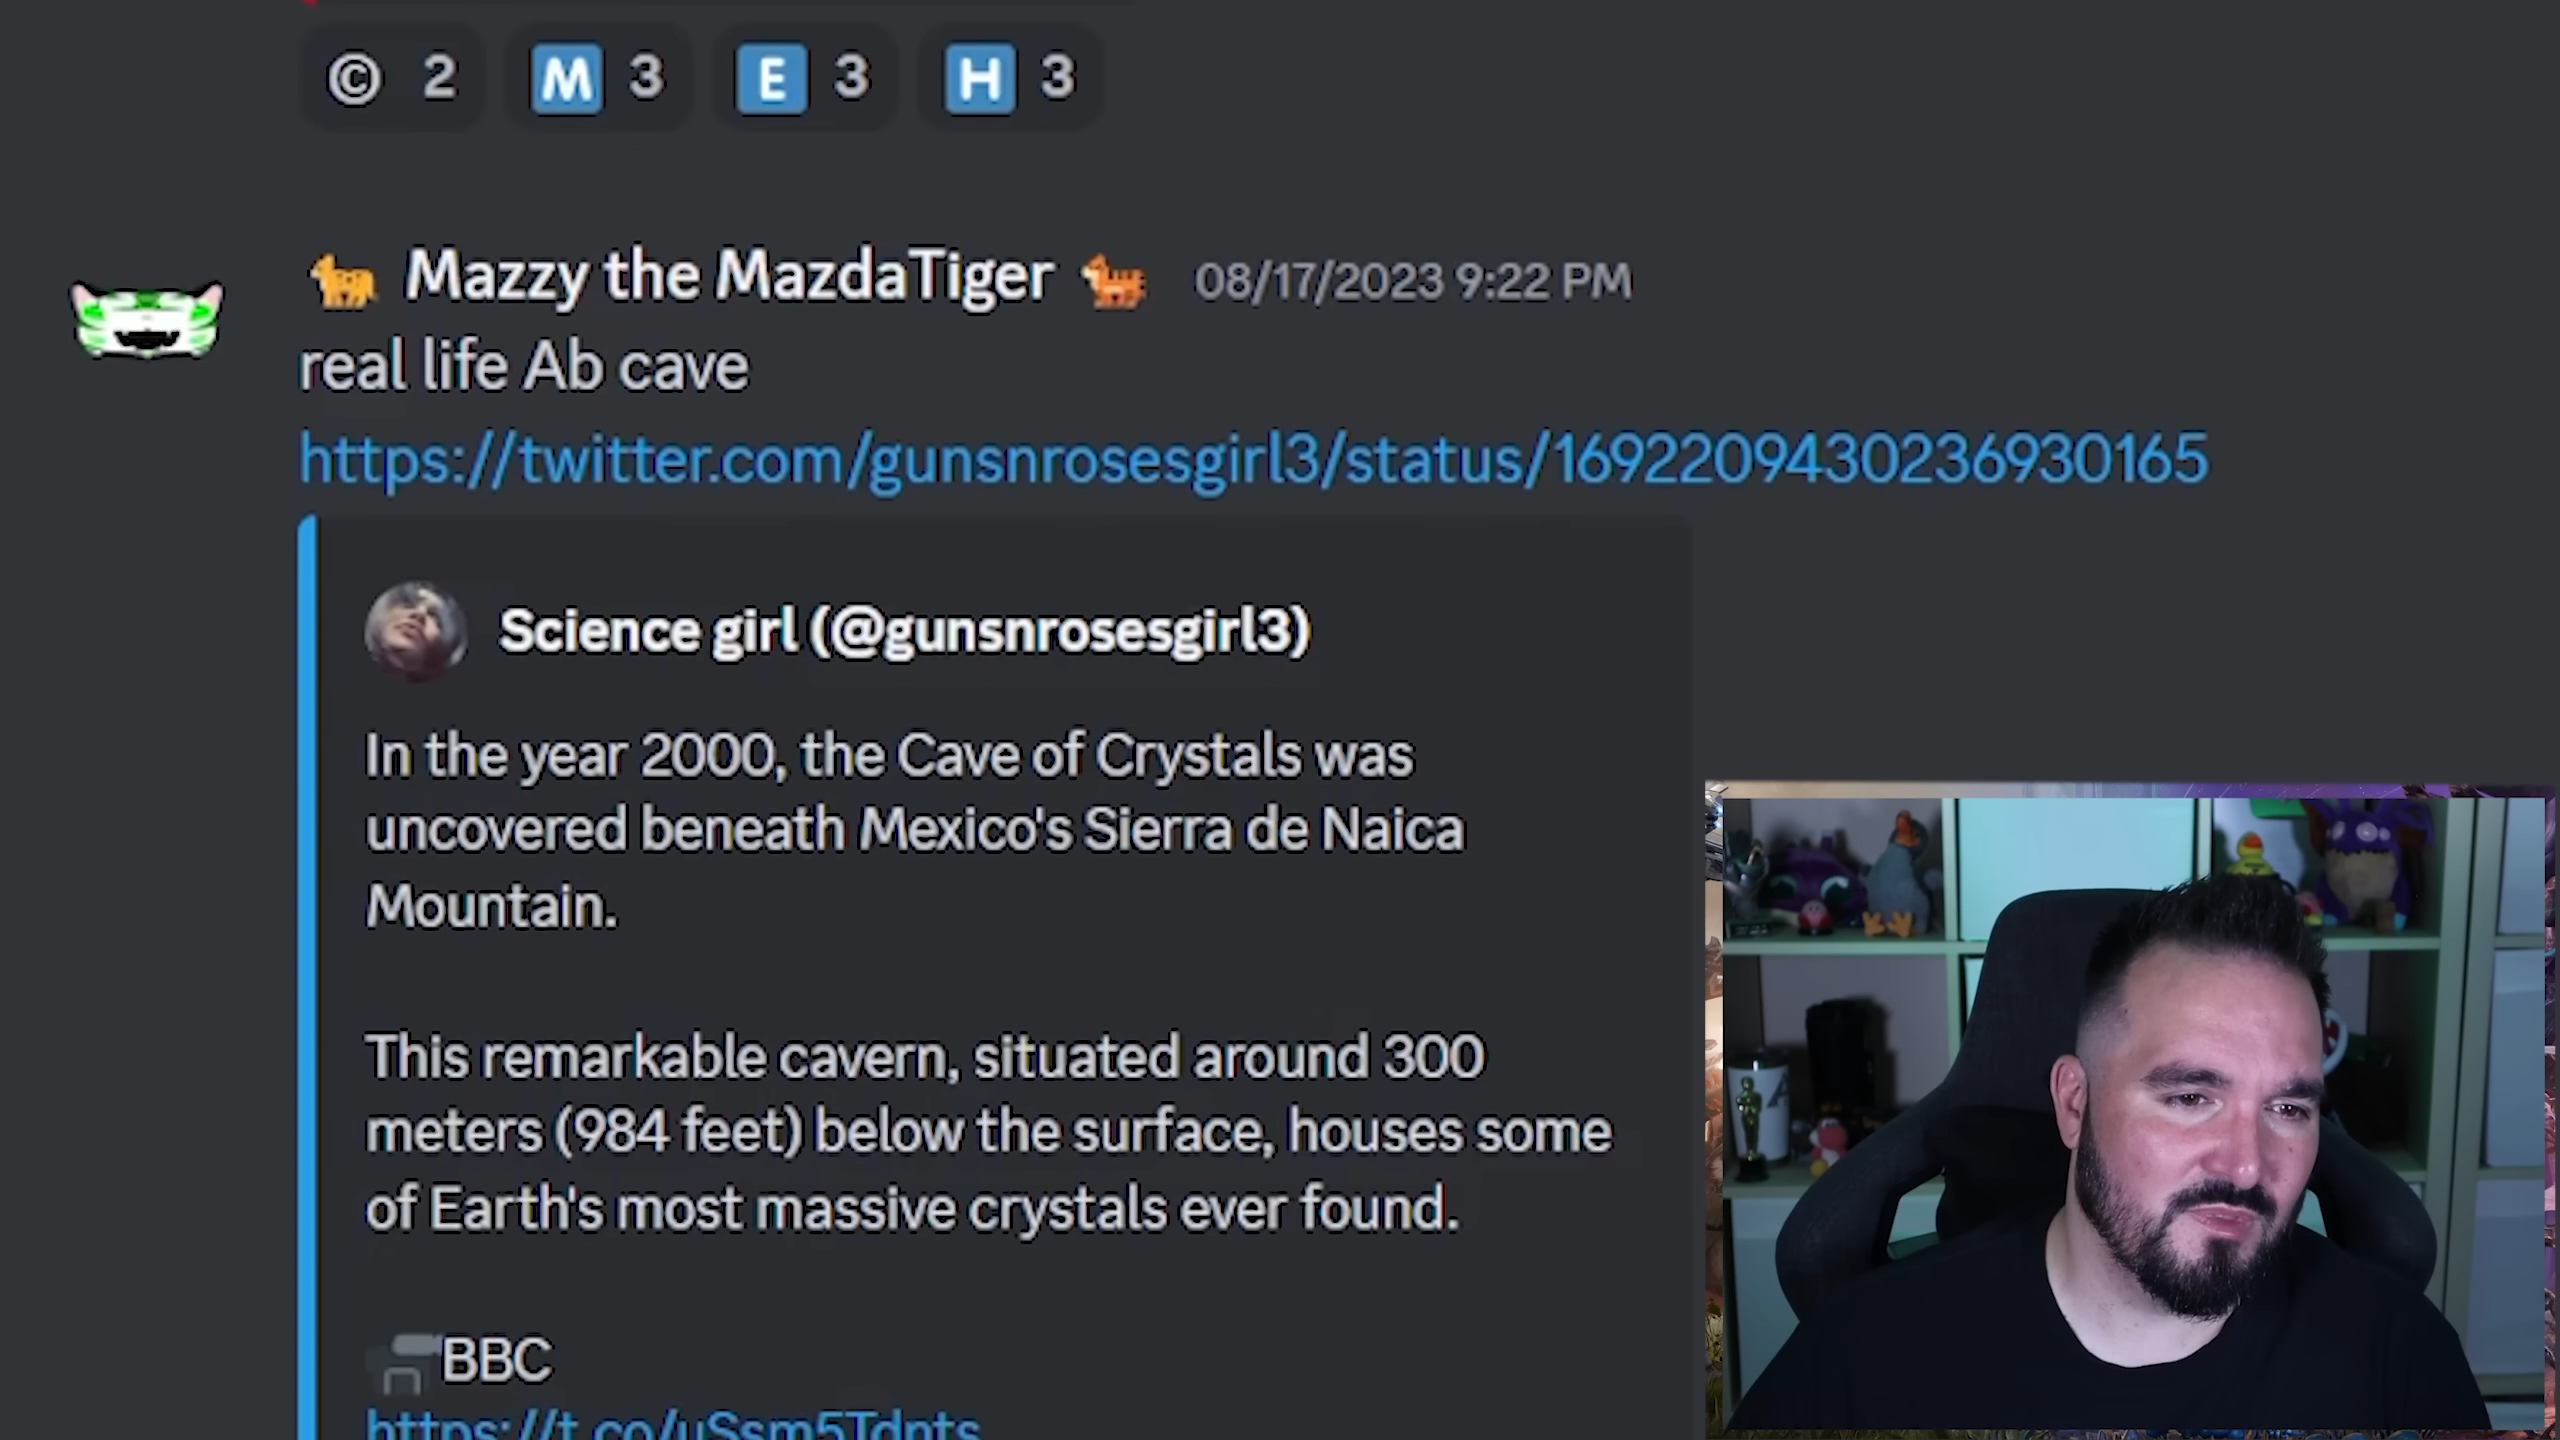 © 2 M 3 E 3 H 3
Mazzy the MazdaTiger 08/17/2023 9:22 PM
real life Ab cave
https://twitter.com/gunsnrosesgirl3/status/1692209430236930165
Science girl (@gunsnrosesgirl3)
In the year 2000, the Cave of Crystals was
uncovered beneath Mexico's Sierra de Naica
Mountain.
This remarkable cavern, situated around 300
meters (984 feet) below the surface, houses some
of Earth's most massive crystals ever found.
BBC
https://t.co/uSsm5Tdnts